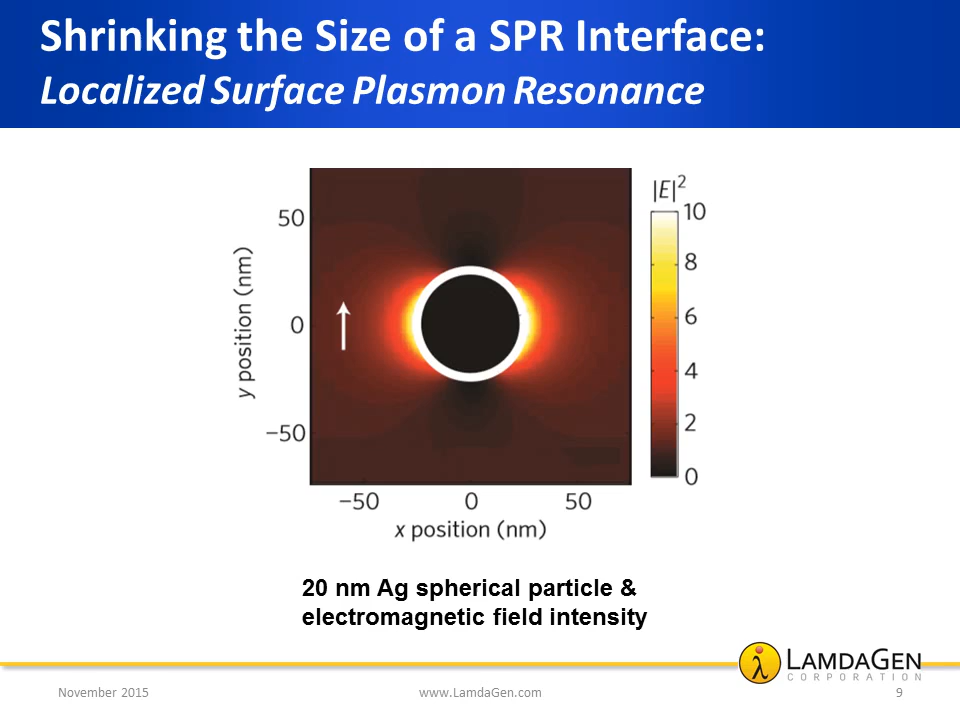 Shrinking the Size of a SPR Interface:
Localized Surface Plasmon Resonance
|E|²
10
8
6
4
2
0
50
0
−50
y position (nm)
−50 0 50
x position (nm)
20 nm Ag spherical particle &
electromagnetic field intensity
λ LAMDAGEN
CORPORATION
November 2015 www.LamdaGen.com 9